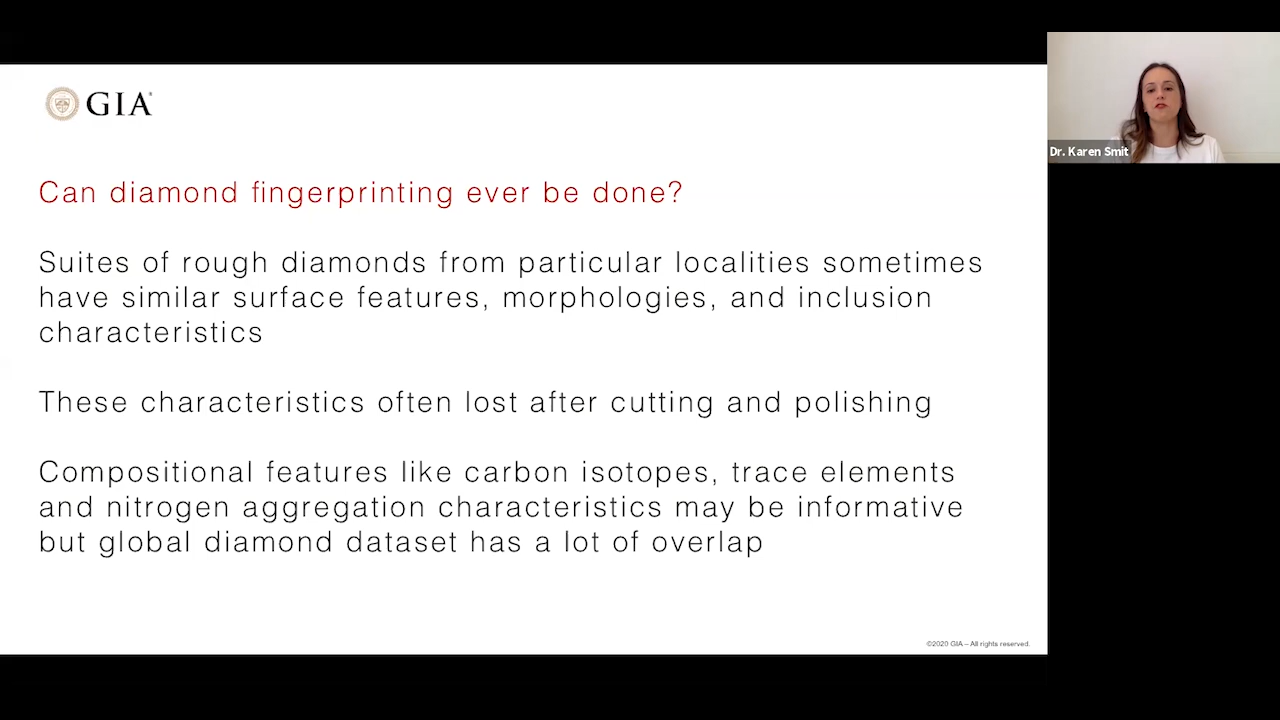 GIA®
Can diamond fingerprinting ever be done?
Suites of rough diamonds from particular localities sometimes
have similar surface features, morphologies, and inclusion
characteristics
These characteristics often lost after cutting and polishing
Compositional features like carbon isotopes, trace elements
and nitrogen aggregation characteristics may be informative
but global diamond dataset has a lot of overlap
©2020 GIA – All rights reserved.
Dr. Karen Smit